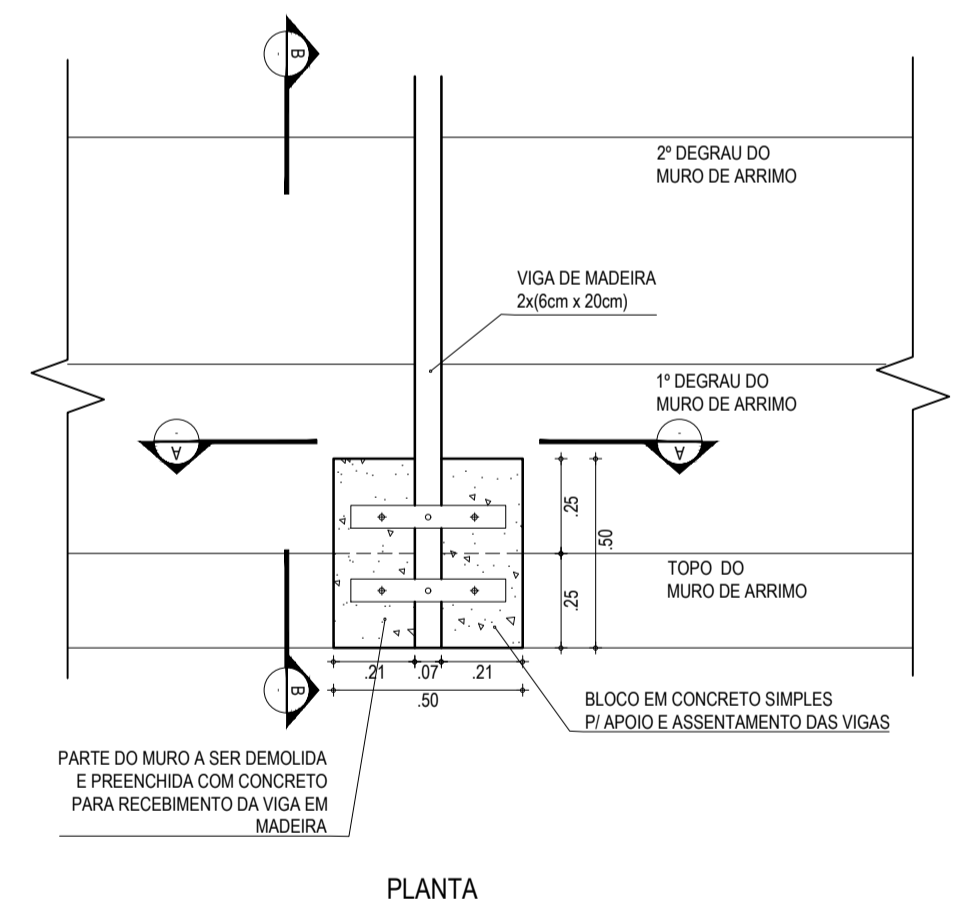 B
2º DEGRAU DO
MURO DE ARRIMO
VIGA DE MADEIRA
2x(6cm x 20cm)
1º DEGRAU DO
MURO DE ARRIMO
A
A
.25
.50
.25
TOPO DO
MURO DE ARRIMO
.21 .07 .21
.50
B
BLOCO EM CONCRETO SIMPLES
P/ APOIO E ASSENTAMENTO DAS VIGAS
PARTE DO MURO A SER DEMOLIDA
E PREENCHIDA COM CONCRETO
PARA RECEBIMENTO DA VIGA EM
MADEIRA
PLANTA